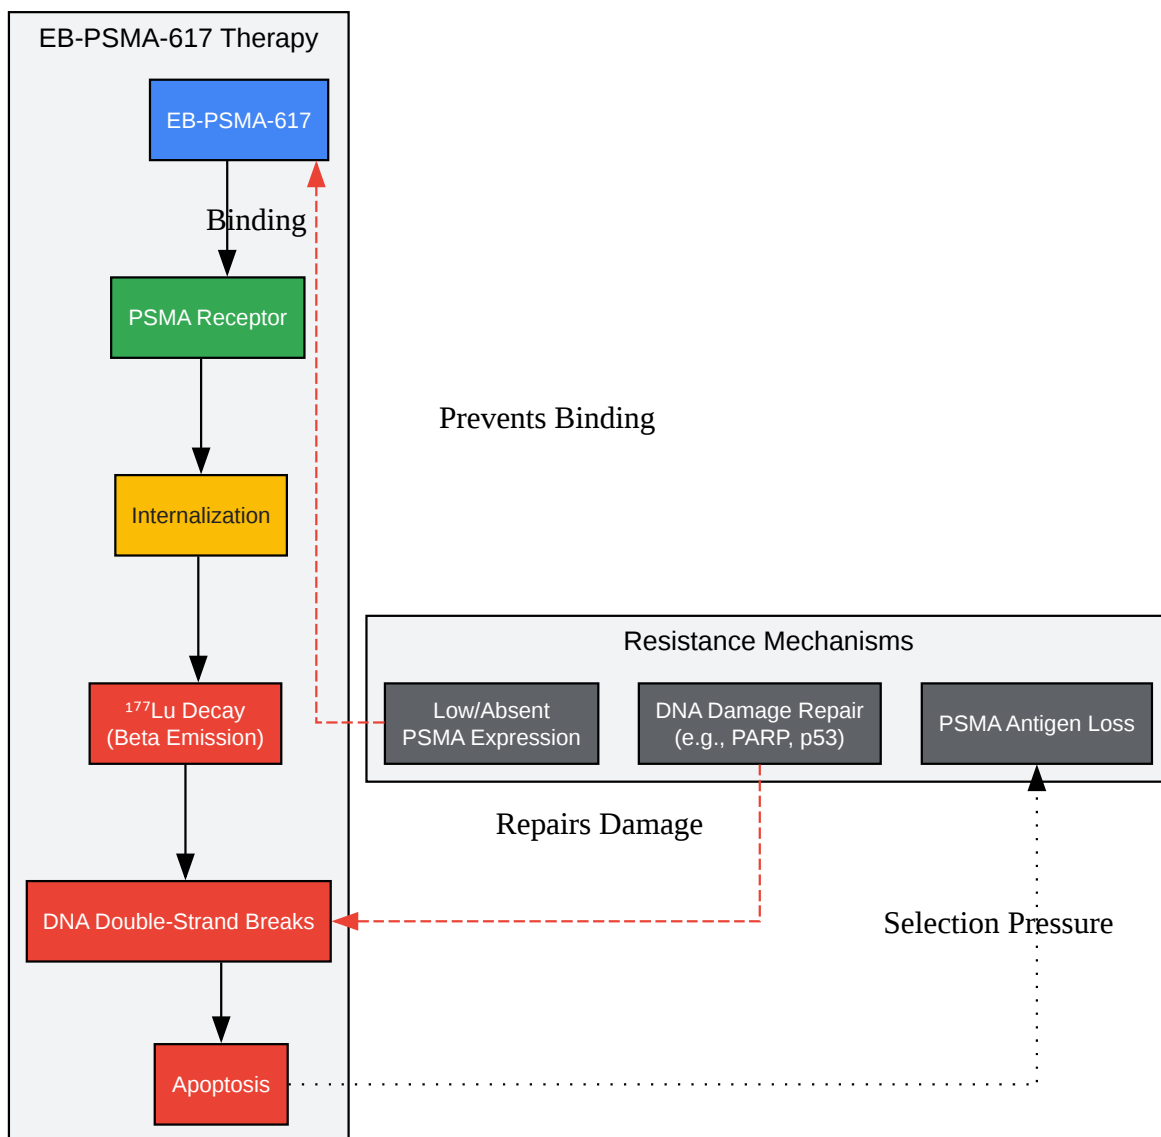 EB-PSMA-617 Therapy
EB-PSMA-617
Binding
PSMA Receptor
Prevents Binding
Internalization
Resistance Mechanisms
¹⁷⁷Lu Decay
(Beta Emission)
Low/Absent
PSMA Expression
DNA Damage Repair
(e.g., PARP, p53)
PSMA Antigen Loss
Repairs Damage
DNA Double-Strand Breaks
Selection Pressure
Apoptosis